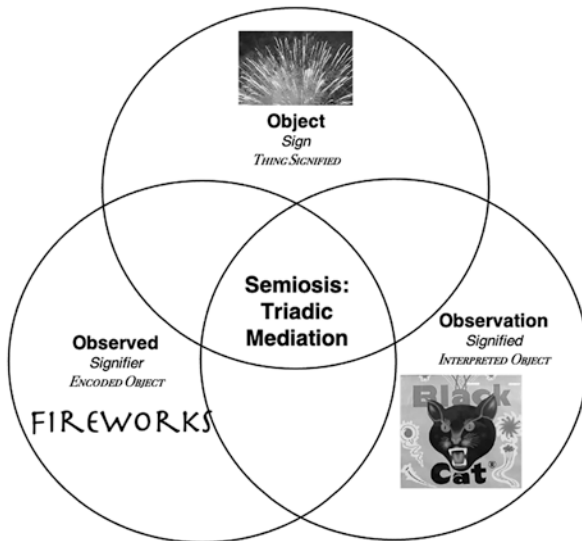 Object
Sign
THING SIGNIFIED
Semiosis:
Triadic
Mediation
Observed
Signifier
ENCODED OBJECT
FIREWORKS
Observation
Signified
INTERPRETED OBJECT
Black
Cat